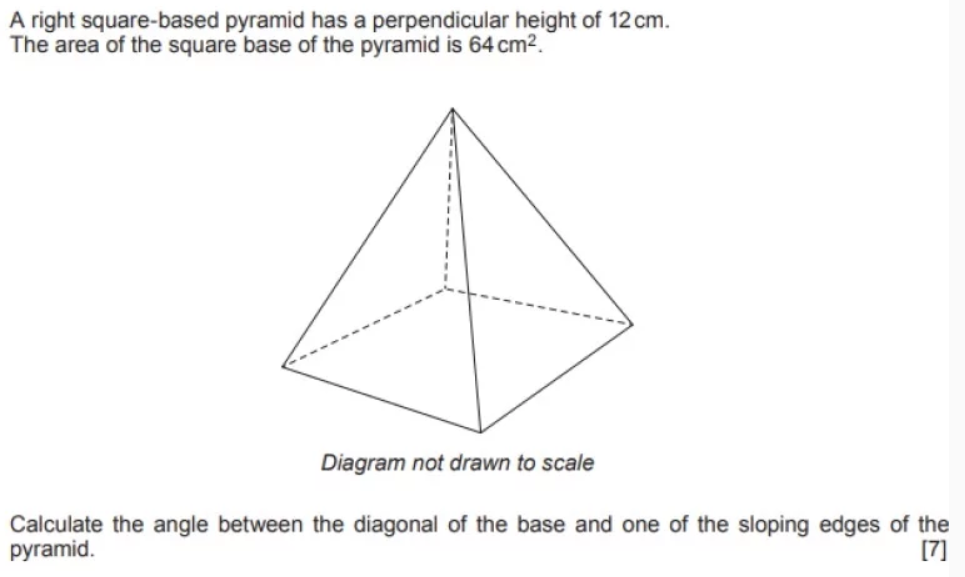 A right square-based pyramid has a perpendicular height of 12 cm.
The area of the square base of the pyramid is 64 cm².
Diagram not drawn to scale
Calculate the angle between the diagonal of the base and one of the sloping edges of the
pyramid. [7]